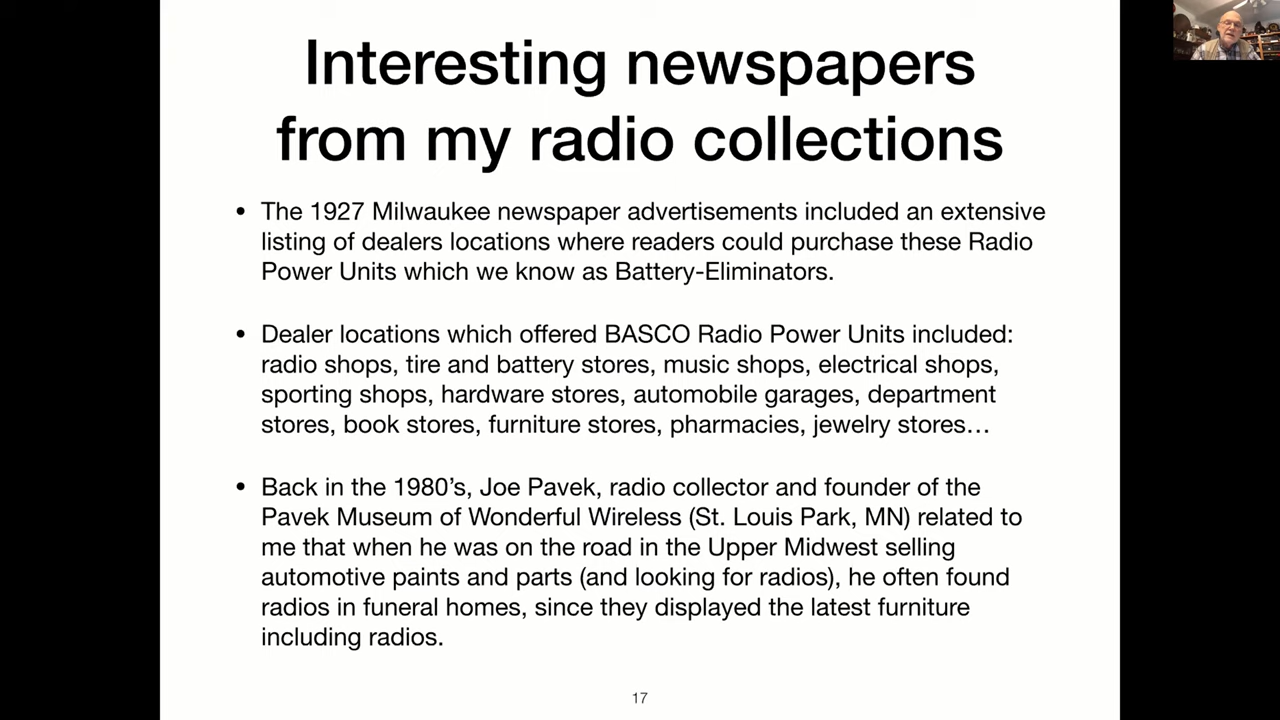 Interesting newspapers
from my radio collections
• The 1927 Milwaukee newspaper advertisements included an extensive
listing of dealers locations where readers could purchase these Radio
Power Units which we know as Battery-Eliminators.
• Dealer locations which offered BASCO Radio Power Units included:
radio shops, tire and battery stores, music shops, electrical shops,
sporting shops, hardware stores, automobile garages, department
stores, book stores, furniture stores, pharmacies, jewelry stores…
• Back in the 1980’s, Joe Pavek, radio collector and founder of the
Pavek Museum of Wonderful Wireless (St. Louis Park, MN) related to
me that when he was on the road in the Upper Midwest selling
automotive paints and parts (and looking for radios), he often found
radios in funeral homes, since they displayed the latest furniture
including radios.
17